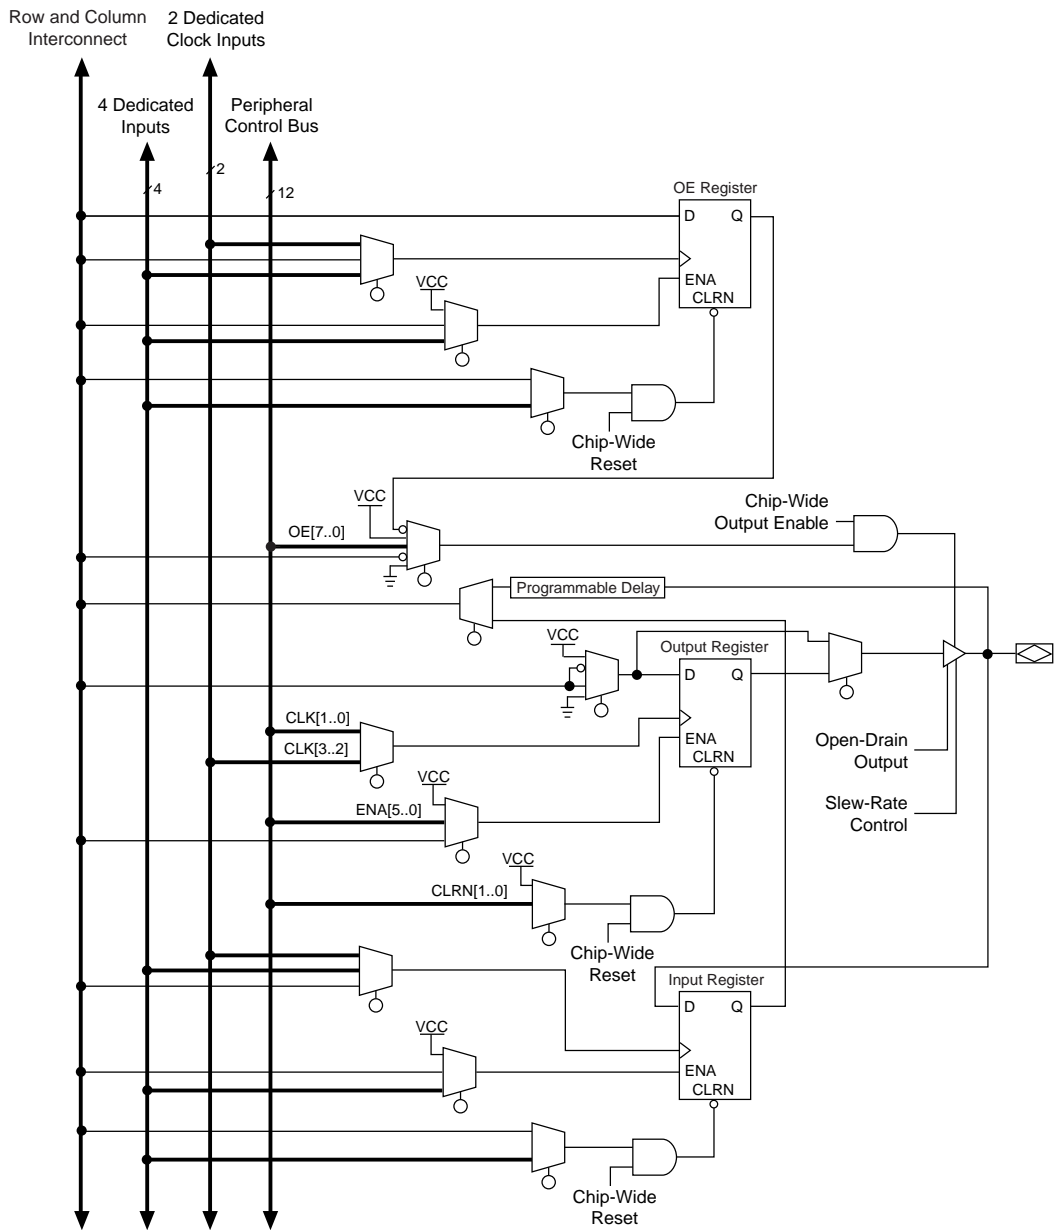 Row and Column
Interconnect
2 Dedicated
Clock Inputs
4 Dedicated
Inputs
Peripheral
Control Bus
2
4
12
OE Register
D Q
ENA
CLRN
VCC
Chip-Wide
Reset
VCC
OE[7..0]
Chip-Wide
Output Enable
Programmable Delay
VCC
Output Register
D Q
ENA
CLRN
CLK[1..0]
CLK[3..2]
Open-Drain
Output
VCC
ENA[5..0]
Slew-Rate
Control
VCC
CLRN[1..0]
Chip-Wide
Reset
Input Register
D Q
ENA
CLRN
VCC
Chip-Wide
Reset